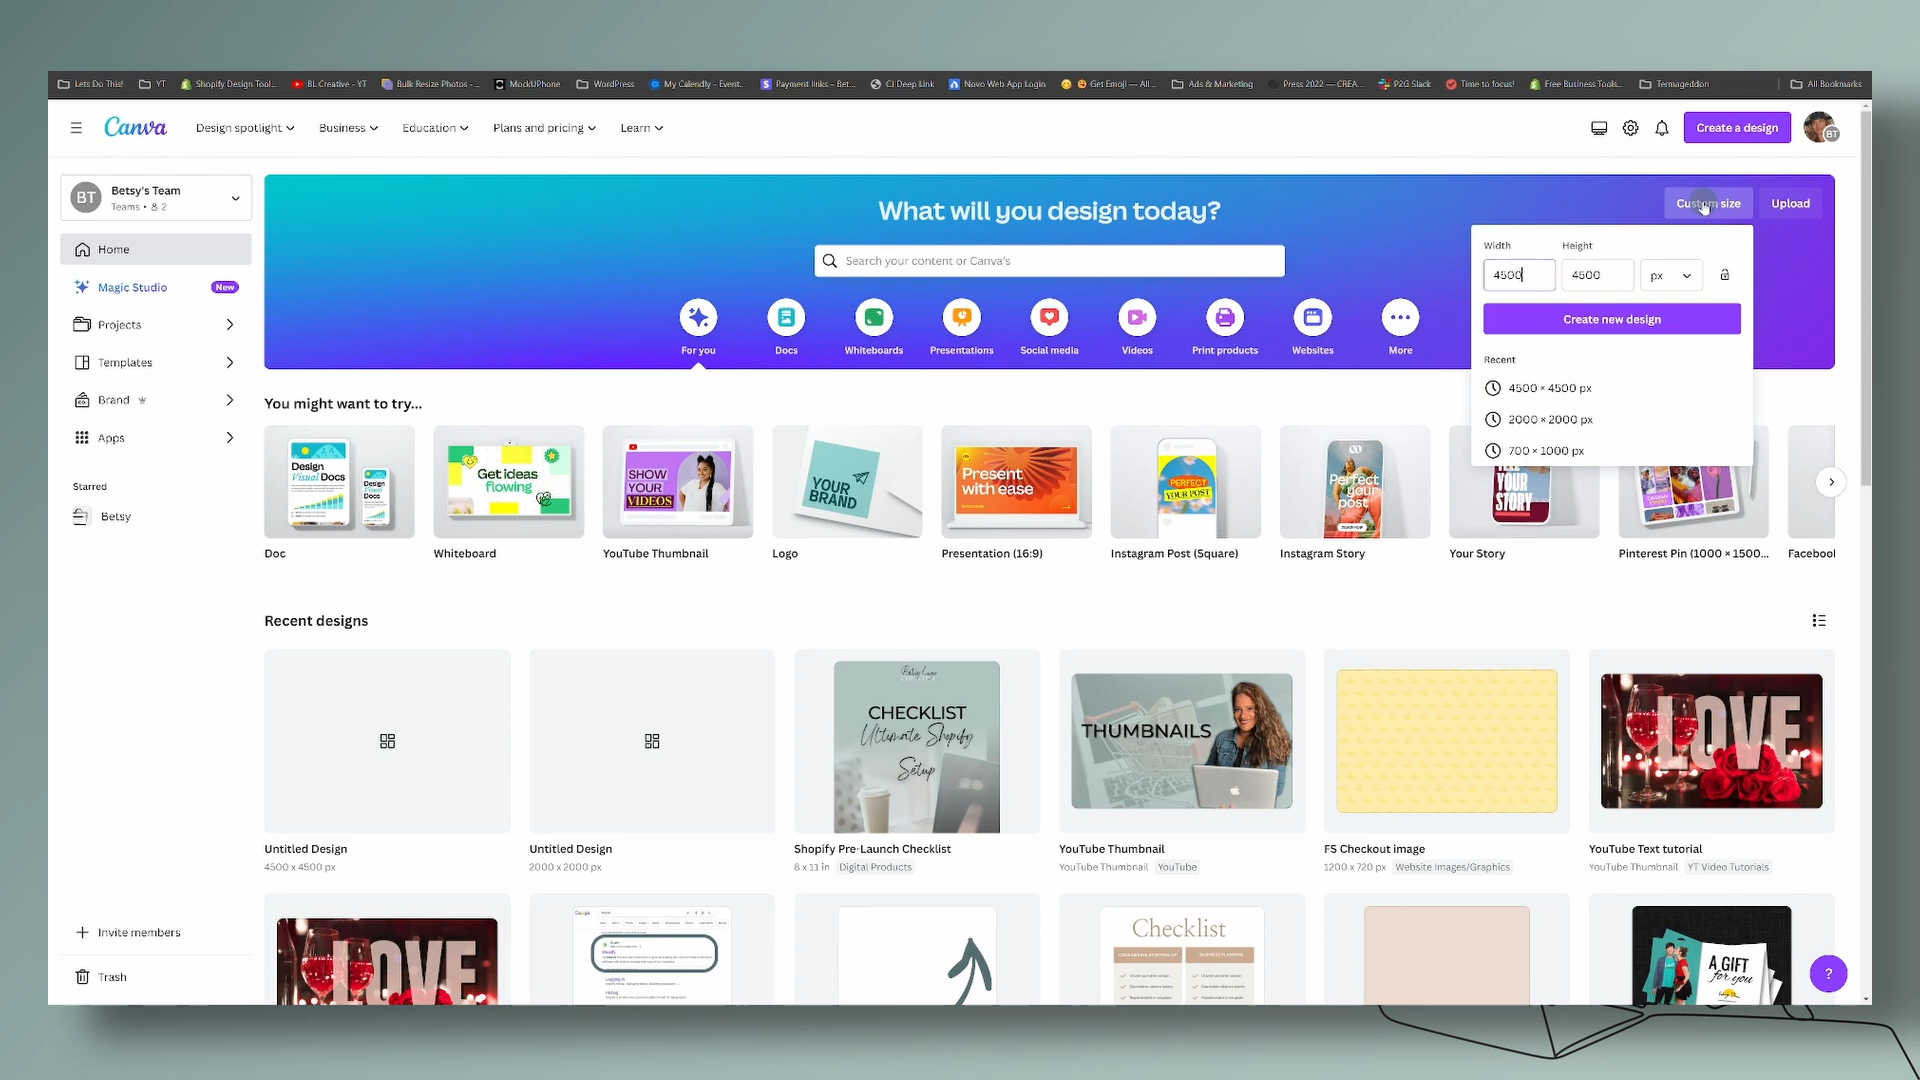 Lets Do This!
YT
Shopify Design Tool...
BL Creative - YT
Bulk Resize Photos -...
MockUPhone
WordPress
My Calendly - Event...
Payment links – Bet...
CJ Deep Link
Novo Web App Login
Get Emoji — All...
Ads & Marketing
Press 2022 — CREA...
P2G Slack
Time to focus!
Free Business Tools...
Termageddon
All Bookmarks
Canva
Design spotlight
Business
Education
Plans and pricing
Learn
Create a design
BT
BT
Betsy's Team
Teams • 2
Home
Magic Studio
New
Projects
Templates
Brand
Apps
Starred
Betsy
Invite members
Trash
What will you design today?
Custom size
Upload
Search your content or Canva's
For you
Docs
Whiteboards
Presentations
Social media
Videos
Print products
Websites
More
Width
Height
4500
4500
px
Create new design
Recent
4500 × 4500 px
2000 × 2000 px
700 × 1000 px
You might want to try...
Design
Visual Docs
Get ideas
flowing
SHOW
YOUR
VIDEOS
YOUR
BRAND
Present
with ease
PERFECT
YOUR POST
Perfect
your
post
YOUR
STORY
Doc
Whiteboard
YouTube Thumbnail
Logo
Presentation (16:9)
Instagram Post (Square)
Instagram Story
Your Story
Pinterest Pin (1000 × 1500...
Facebool
Recent designs
CHECKLIST
Ultimate Shopify
Setup
THUMBNAILS
LOVE
Untitled Design
4500 x 4500 px
Untitled Design
2000 x 2000 px
Shopify Pre-Launch Checklist
8 x 11 in
Digital Products
YouTube Thumbnail
YouTube Thumbnail
YouTube
FS Checkout image
1200 x 720 px
Website Images/Graphics
YouTube Text tutorial
YouTube Thumbnail
YT Video Tutorials
LOVE
Google
Checklist
A GIFT
for you
?